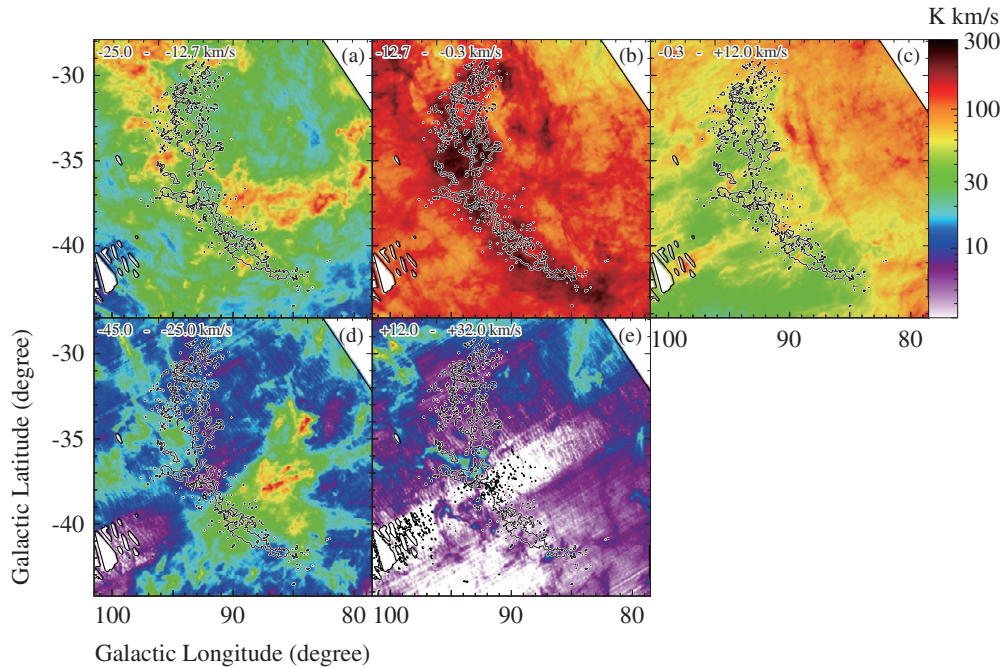 K km/s
-25.0 - -12.7 km/s (a)
-12.7 - -0.3 km/s (b)
-0.3 - +12.0 km/s (c)
300
100
30
10
-30
-35
-40
100 90 80
-45.0 - -25.0 km/s (d)
+12.0 - +32.0 km/s (e)
-30
-35
-40
100 90 80 100 90 80
Galactic Latitude (degree)
Galactic Longitude (degree)